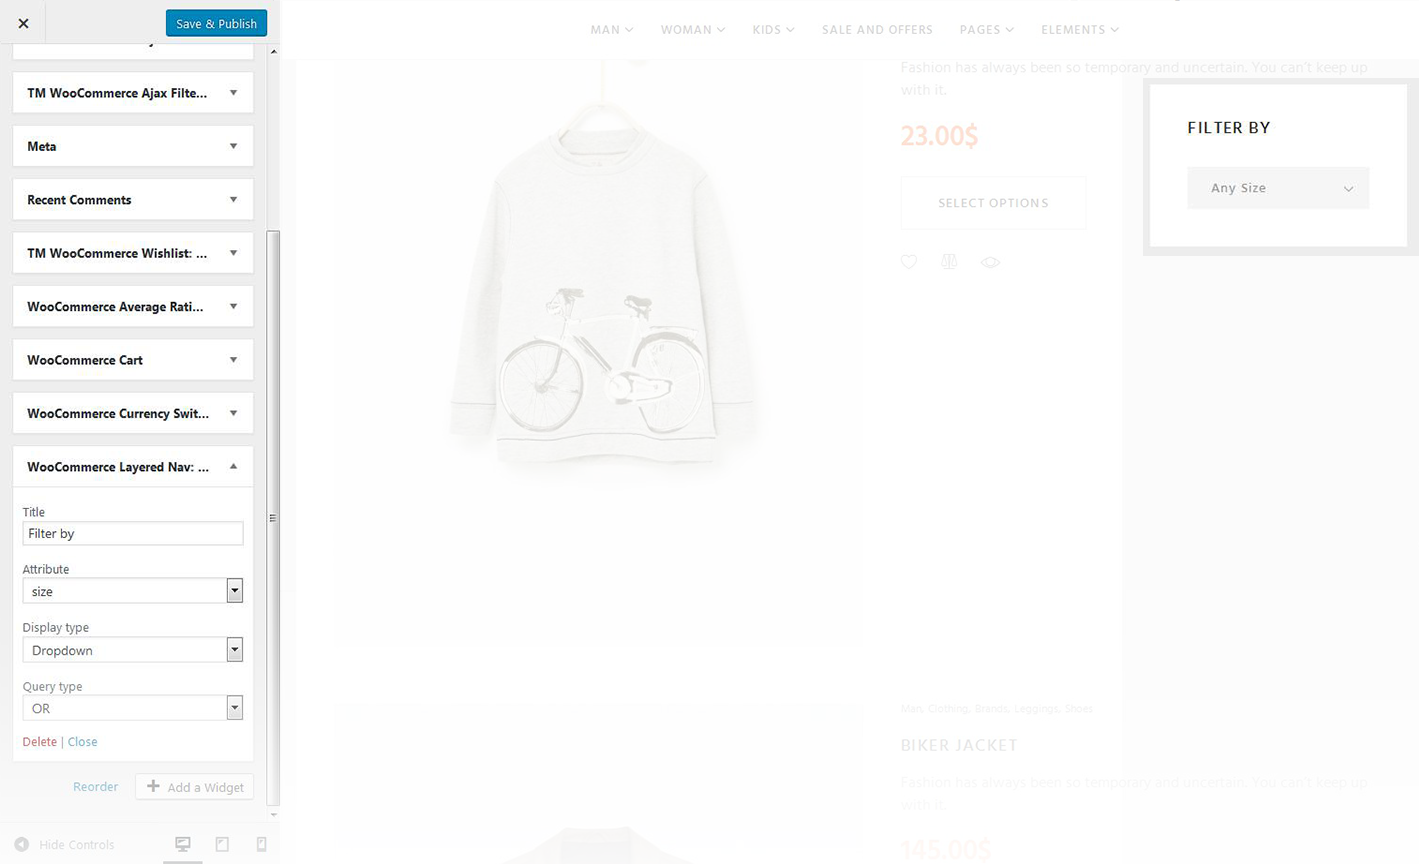 Save & Publish
MAN
WOMAN
KIDS
SALE AND OFFERS
PAGES
ELEMENTS
TM WooCommerce Ajax Filte...
Meta
Recent Comments
TM WooCommerce Wishlist: ...
WooCommerce Average Rati...
WooCommerce Cart
WooCommerce Currency Swit...
WooCommerce Layered Nav: ...
Title
Filter by
Attribute
size
Display type
Dropdown
Query type
OR
Delete | Close
Reorder
Add a Widget
Hide Controls
Fashion has always been so temporary and uncertain. You can't keep up
with it.
23.00$
SELECT OPTIONS
FILTER BY
Any Size
Man, Clothing, Brands, Leggings, Shoes
BIKER JACKET
Fashion has always been so temporary and uncertain. You can't keep up
with it.
145.00$